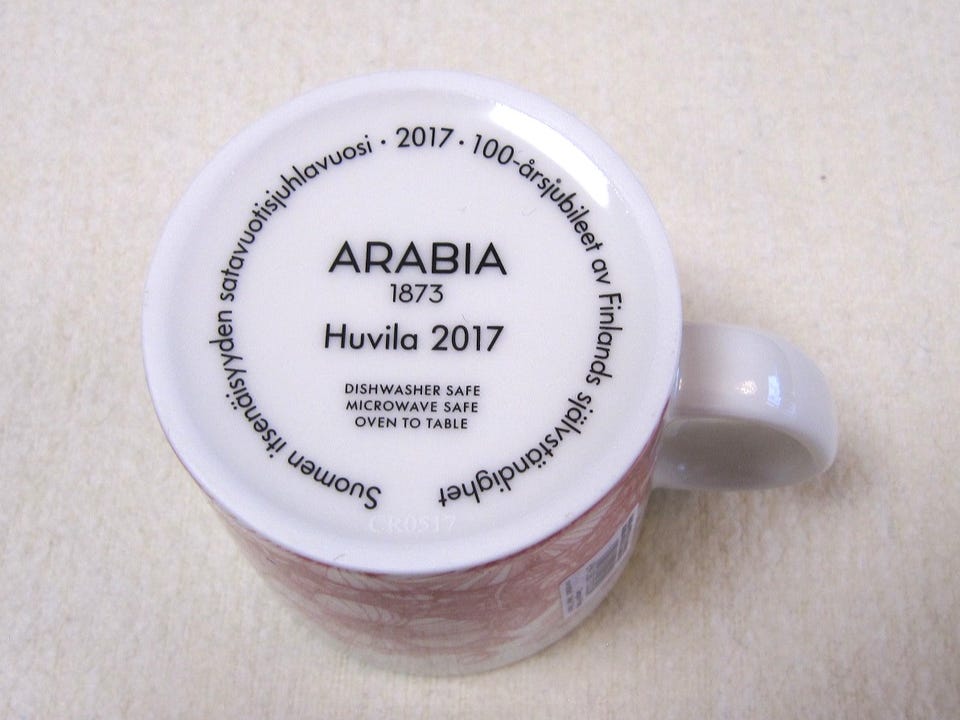 Suomen itsenäisyyden satavuotisjuhlavuosi · 2017 · 100-årsjubileet av Finlands självständighet
ARABIA
1873
Huvila 2017
DISHWASHER SAFE
MICROWAVE SAFE
OVEN TO TABLE
CR0517